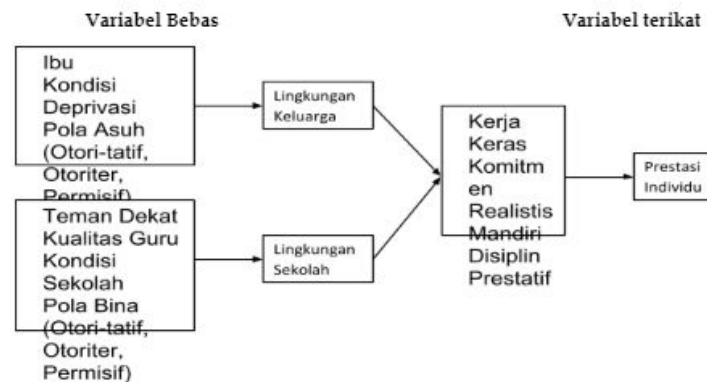 Variabel Bebas
Variabel terikat
Ibu
Kondisi
Deprivasi
Pola Asuh
(Otori-tatif,
Otoriter,
Permisif)
Teman Dekat
Kualitas Guru
Kondisi
Sekolah
Pola Bina
(Otori-tatif,
Otoriter,
Permisif)
Lingkungan
Keluarga
Lingkungan
Sekolah
Kerja
Keras
Komitm
en
Realistis
Mandiri
Disiplin
Prestatif
Prestasi
Individu